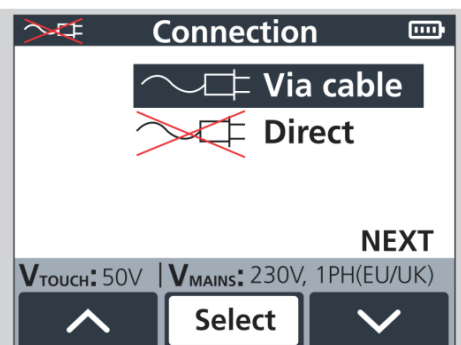 Connection
Via cable
Direct
NEXT
VTOUCH: 50V | VMAINS: 230V, 1PH(EU/UK)
Select